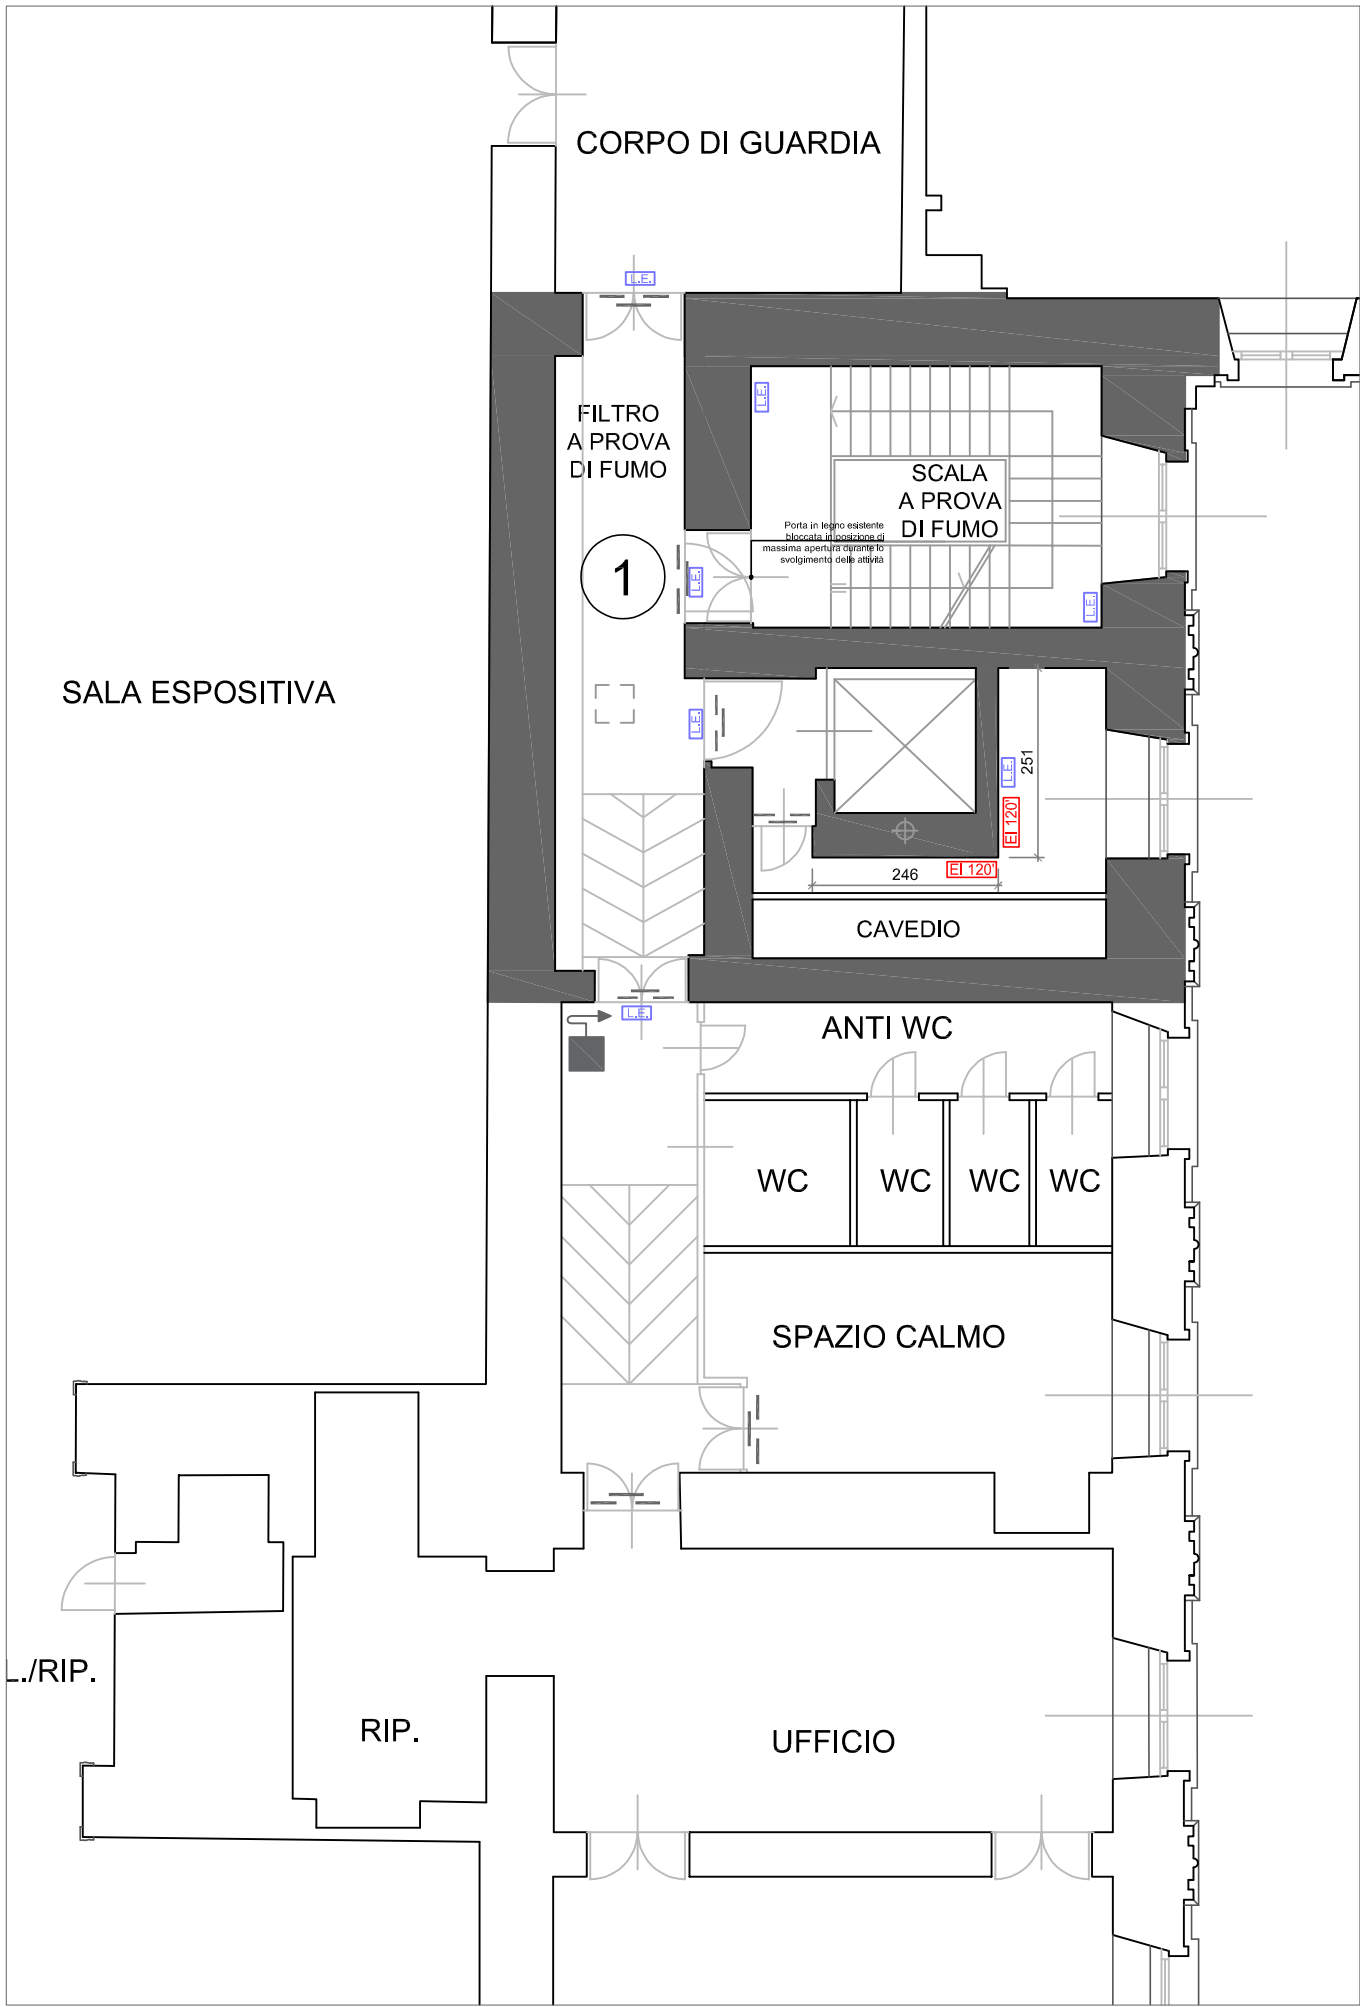 CORPO DI GUARDIA
L.E.
FILTRO
A PROVA
DI FUMO
L.E.
SCALA
A PROVA
DI FUMO
Porta in legno esistente
bloccata in posizione di
massima apertura durante lo
svolgimento delle attività
1
L.E.
L.E.
SALA ESPOSITIVA
L.E.
L.E.
251
EI 120'
EI 120'
246
CAVEDIO
L.E.
ANTI WC
WC
WC
WC
WC
SPAZIO CALMO
L./RIP.
RIP.
UFFICIO